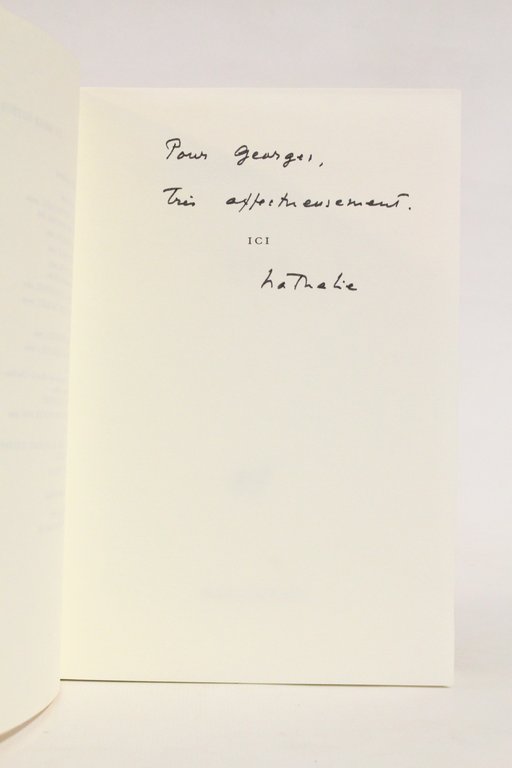 Pour Georges,
Très affectueusement.
ICI
Nathalie